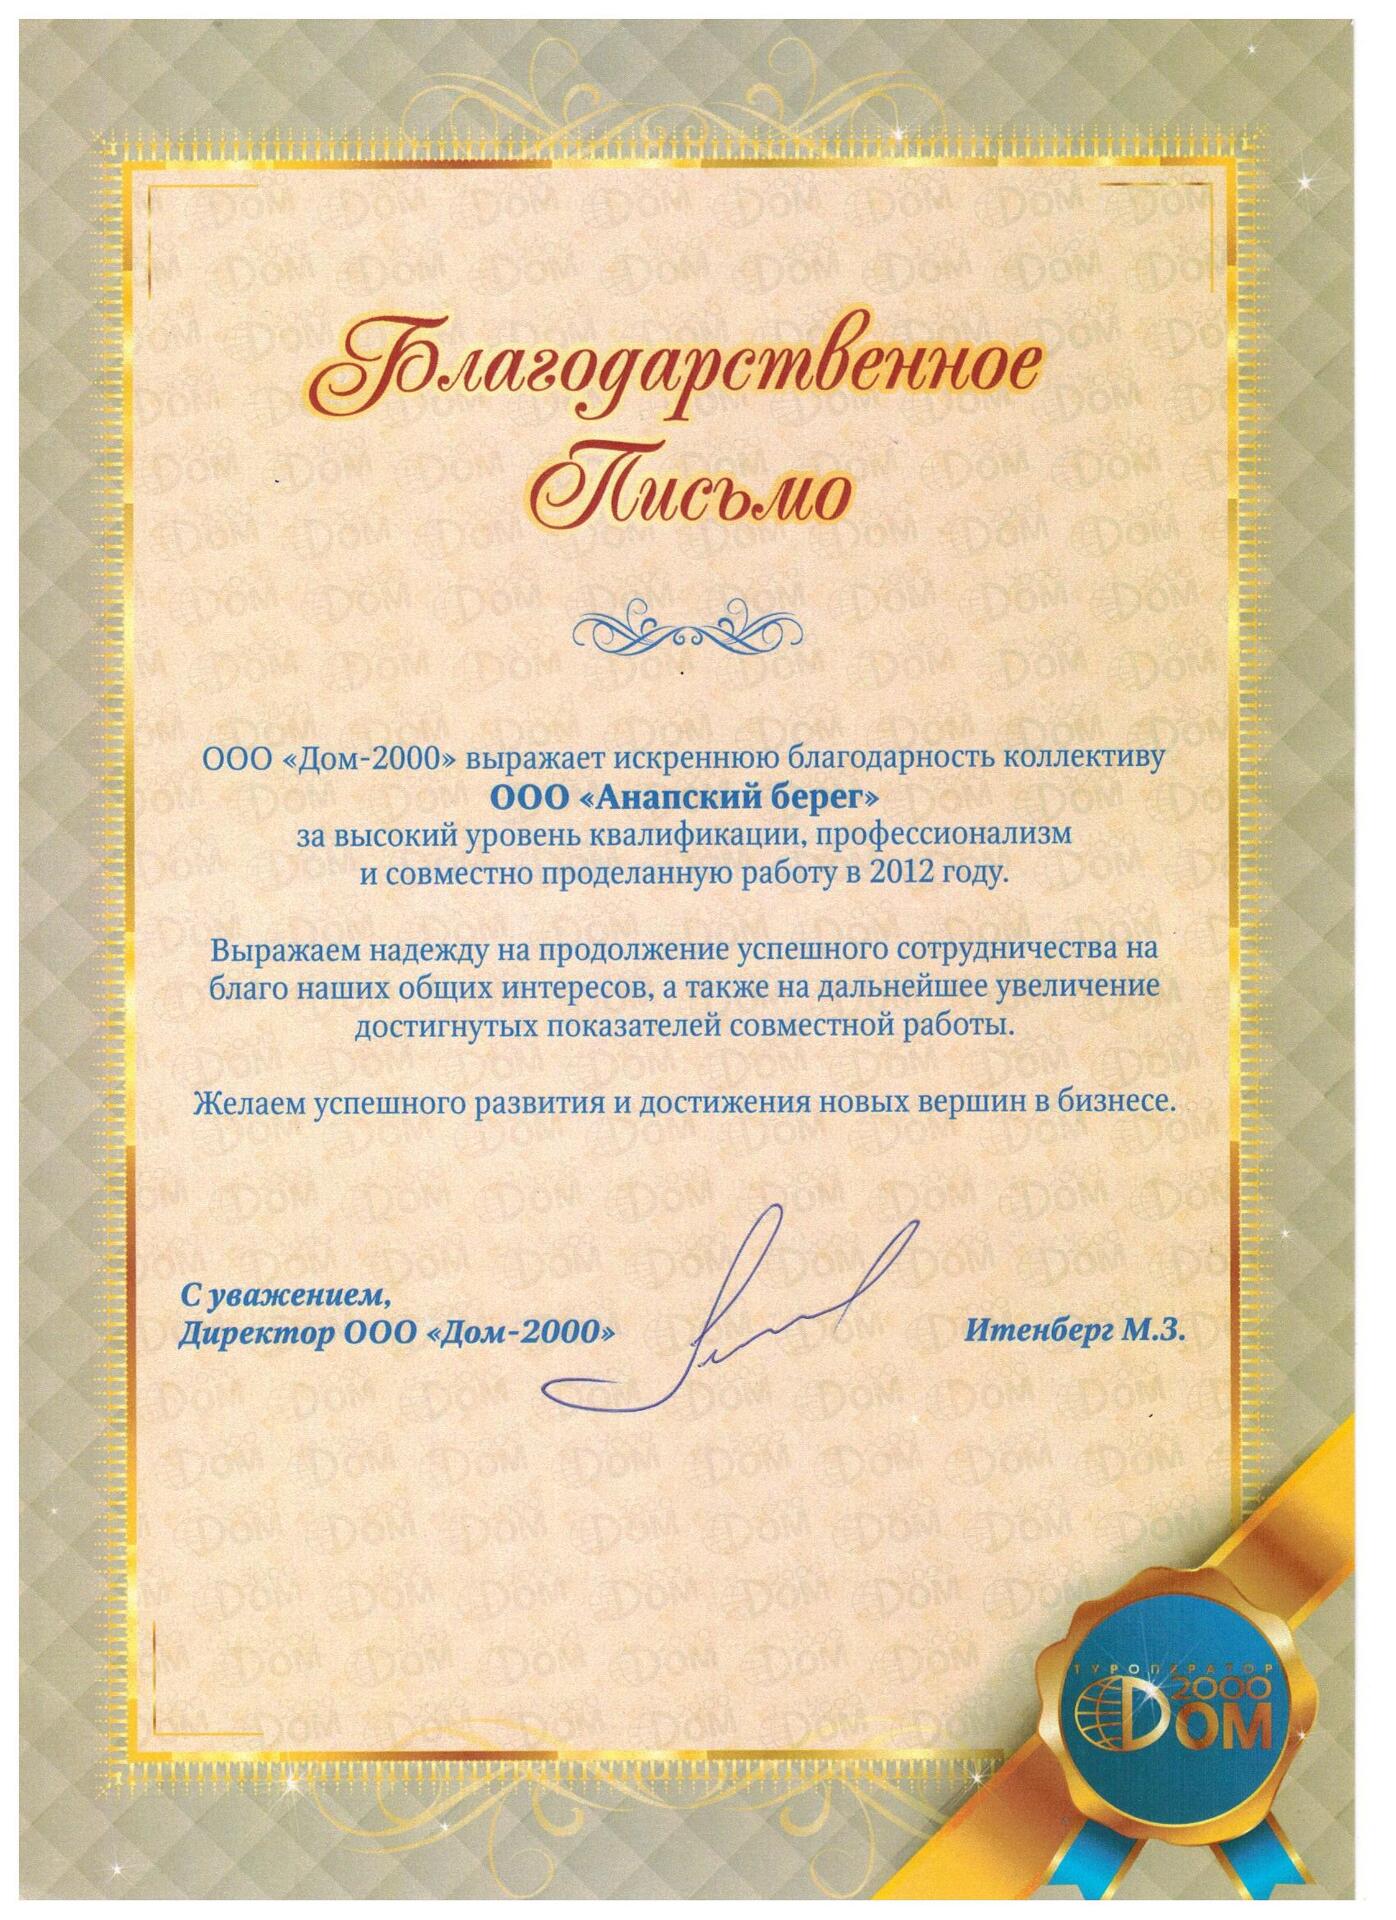 Благодарственное
Письмо
ООО «Дом-2000» выражает искреннюю благодарность коллективу
ООО «Анапский берег»
за высокий уровень квалификации, профессионализм
и совместно проделанную работу в 2012 году.
Выражаем надежду на продолжение успешного сотрудничества на
благо наших общих интересов, а также на дальнейшее увеличение
достигнутых показателей совместной работы.
Желаем успешного развития и достижения новых вершин в бизнесе.
С уважением,
Директор ООО «Дом-2000»
Итенберг М.З.
ТУРОПЕРАТОР
2000
DОМ